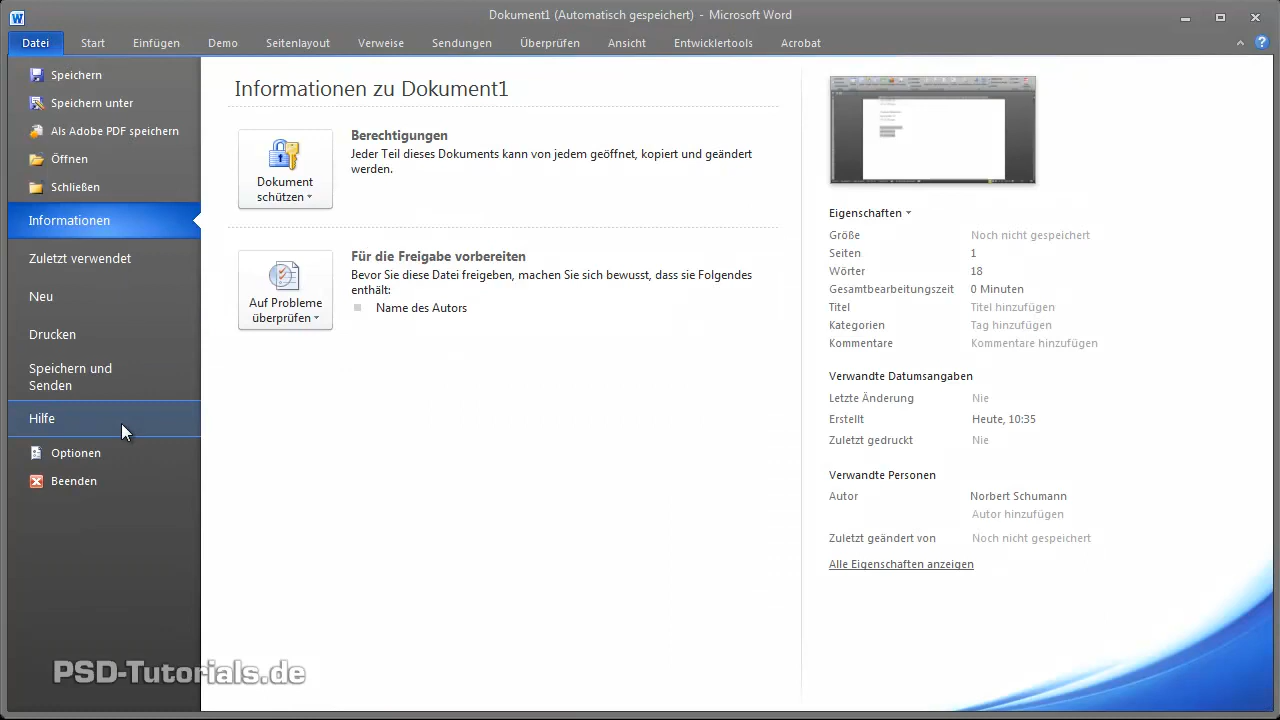 Dokument1 (Automatisch gespeichert) - Microsoft Word
Datei Start Einfügen Demo Seitenlayout Verweise Sendungen Überprüfen Ansicht Entwicklertools Acrobat
Speichern
Speichern unter
Als Adobe PDF speichern
Öffnen
Schließen
Informationen
Zuletzt verwendet
Neu
Drucken
Speichern und
Senden
Hilfe
Optionen
Beenden
Informationen zu Dokument1
Dokument
schützen
Berechtigungen
Jeder Teil dieses Dokuments kann von jedem geöffnet, kopiert und geändert
werden.
Auf Probleme
überprüfen
Für die Freigabe vorbereiten
Bevor Sie diese Datei freigeben, machen Sie sich bewusst, dass sie Folgendes
enthält:
Name des Autors
Eigenschaften
Größe Noch nicht gespeichert
Seiten 1
Wörter 18
Gesamtbearbeitungszeit 0 Minuten
Titel Titel hinzufügen
Kategorien Tag hinzufügen
Kommentare Kommentare hinzufügen
Verwandte Datumsangaben
Letzte Änderung Nie
Erstellt Heute, 10:35
Zuletzt gedruckt Nie
Verwandte Personen
Autor Norbert Schumann
Autor hinzufügen
Zuletzt geändert von Noch nicht gespeichert
Alle Eigenschaften anzeigen
PSD-Tutorials.de